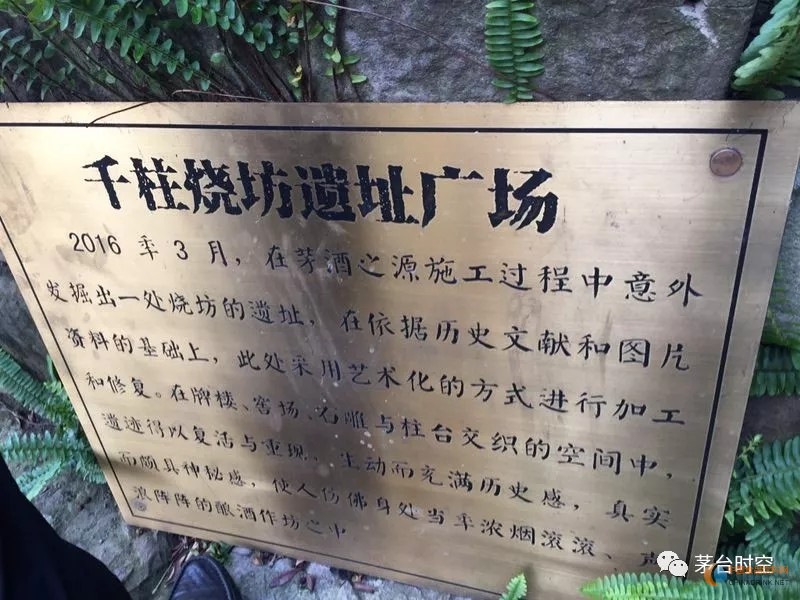 千柱烧坊遗址广场
2016 年 3 月，在茅酒之源施工过程中意外
发掘出一处烧坊的遗址，在依据历史文献和图片
资料的基础上，此处采用艺术化的方式进行加工
和修复。在牌楼、窖场、石雕与柱台交织的空间中，
遗迹得以复活与重现，生动而充满历史感，真实
而颇具神秘感，使人仿佛身处当年浓烟滚滚、声
浪阵阵的酿酒作坊之中
茅台时空